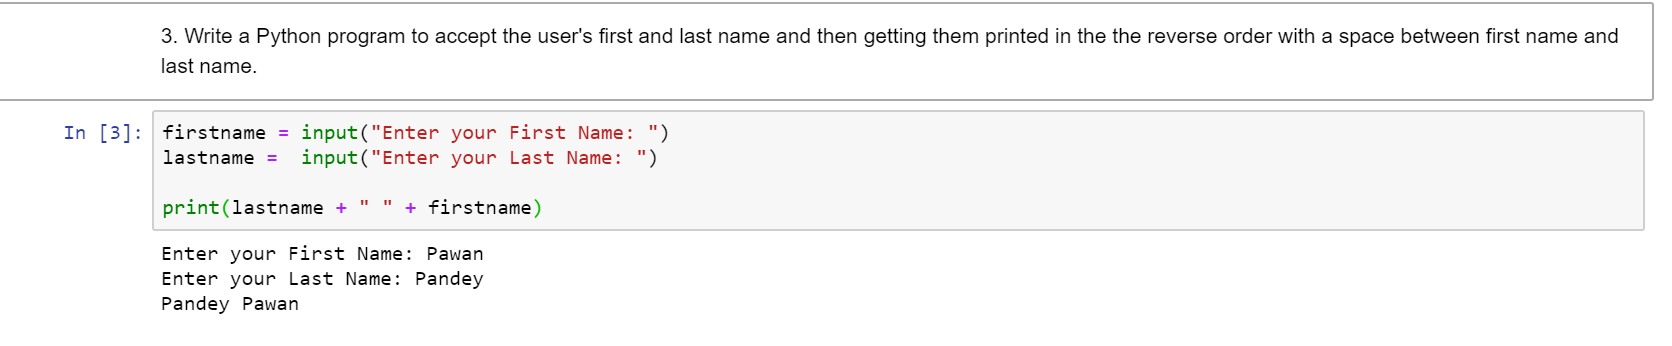 3. Write a Python program to accept the user's first and last name and then getting them printed in the the reverse order with a space between first name and
last name.
In [3]: firstname = input("Enter your First Name: ")
lastname =  input("Enter your Last Name: ")
print(lastname + " " + firstname)
Enter your First Name: Pawan
Enter your Last Name: Pandey
Pandey Pawan